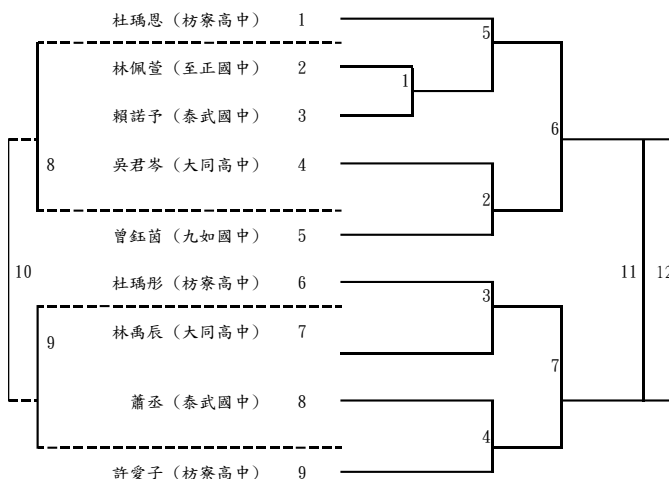 杜瑀恩（枋寮高中） 1
5
林佩萱（至正國中） 2
1
賴諾予（泰武國中） 3
6
8
吳君岑（大同高中） 4
2
曾鈺茵（九如國中） 5
10
11
12
杜瑀彤（枋寮高中） 6
3
林禹辰（大同高中） 7
9
7
蕭丞（泰武國中） 8
4
許愛子（枋寮高中） 9